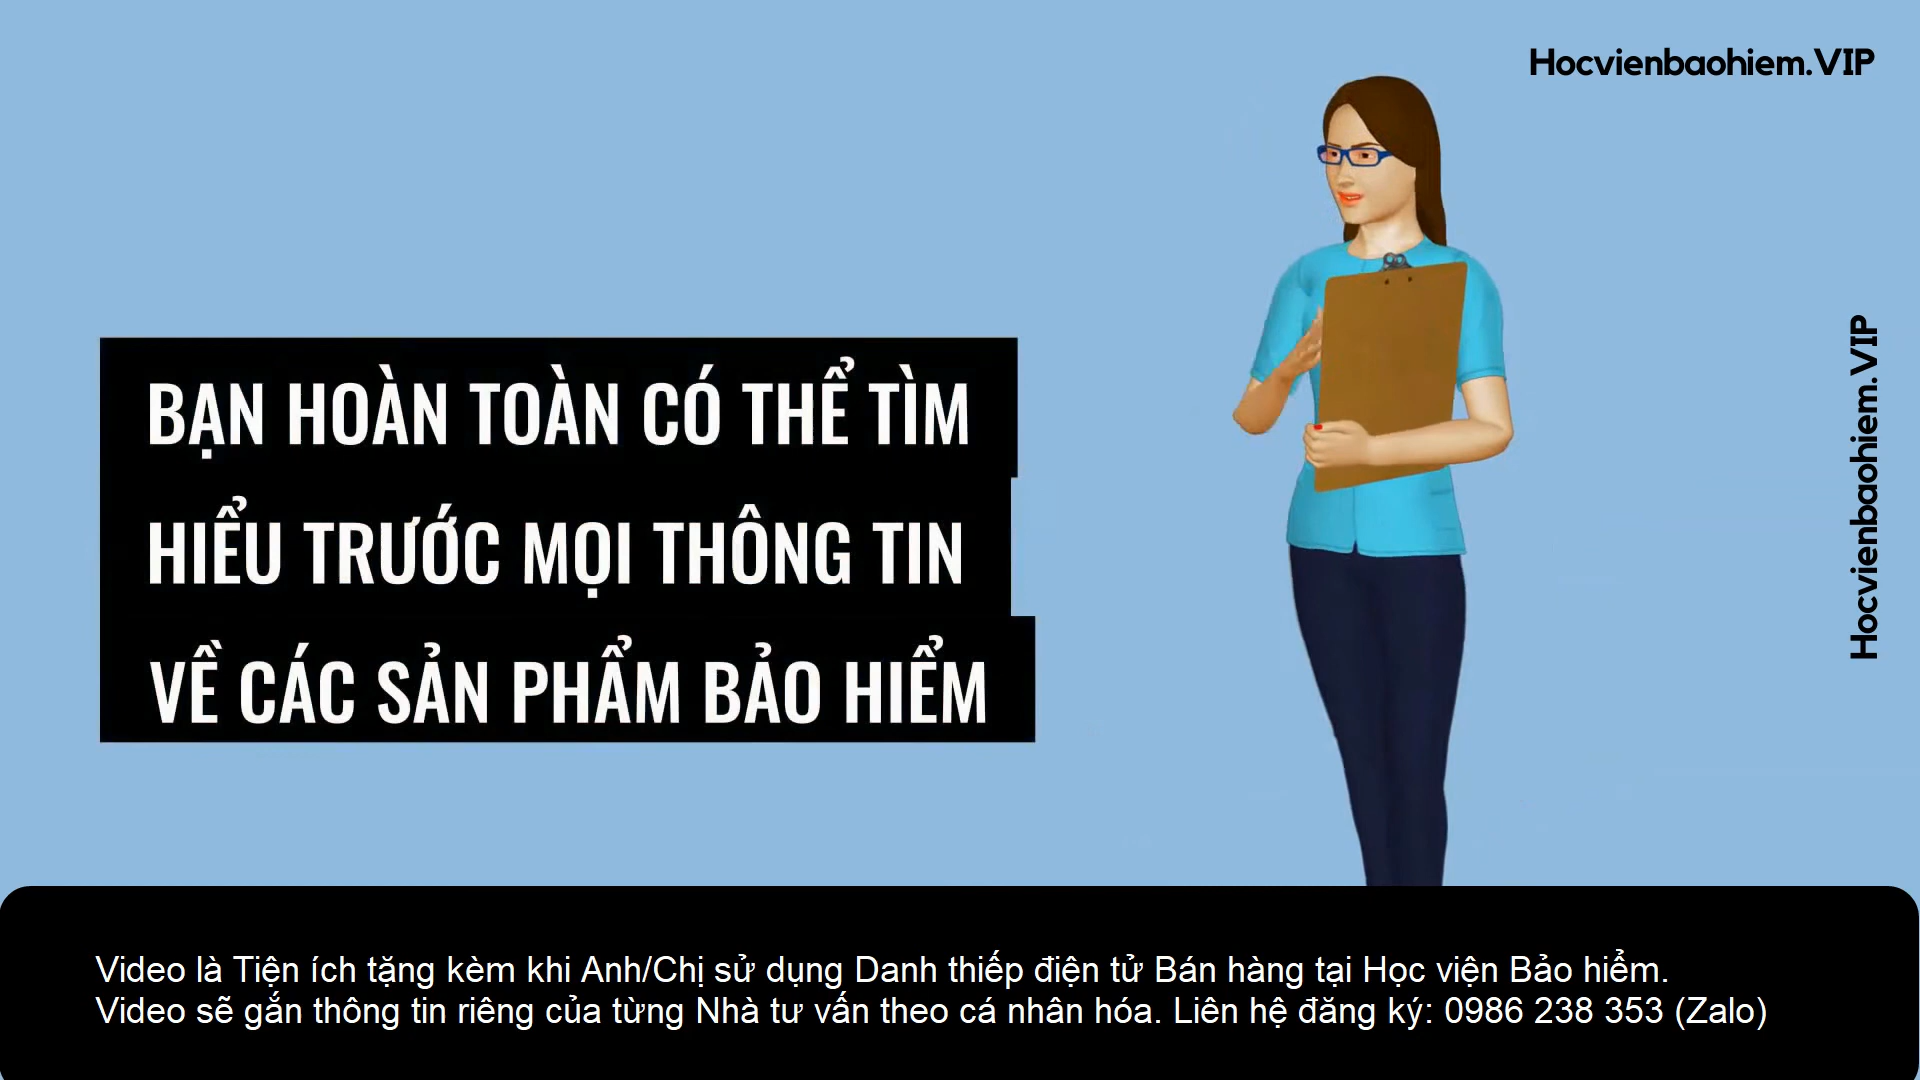 Hocvienbaohiem.VIP
BẠN HOÀN TOÀN CÓ THỂ TÌM
HIỂU TRƯỚC MỌI THÔNG TIN
VỀ CÁC SẢN PHẨM BẢO HIỂM
Hocvienbaohiem.VIP
Video là Tiện ích tặng kèm khi Anh/Chị sử dụng Danh thiếp điện tử Bán hàng tại Học viện Bảo hiểm.
Video sẽ gắn thông tin riêng của từng Nhà tư vấn theo cá nhân hóa. Liên hệ đăng ký: 0986 238 353 (Zalo)